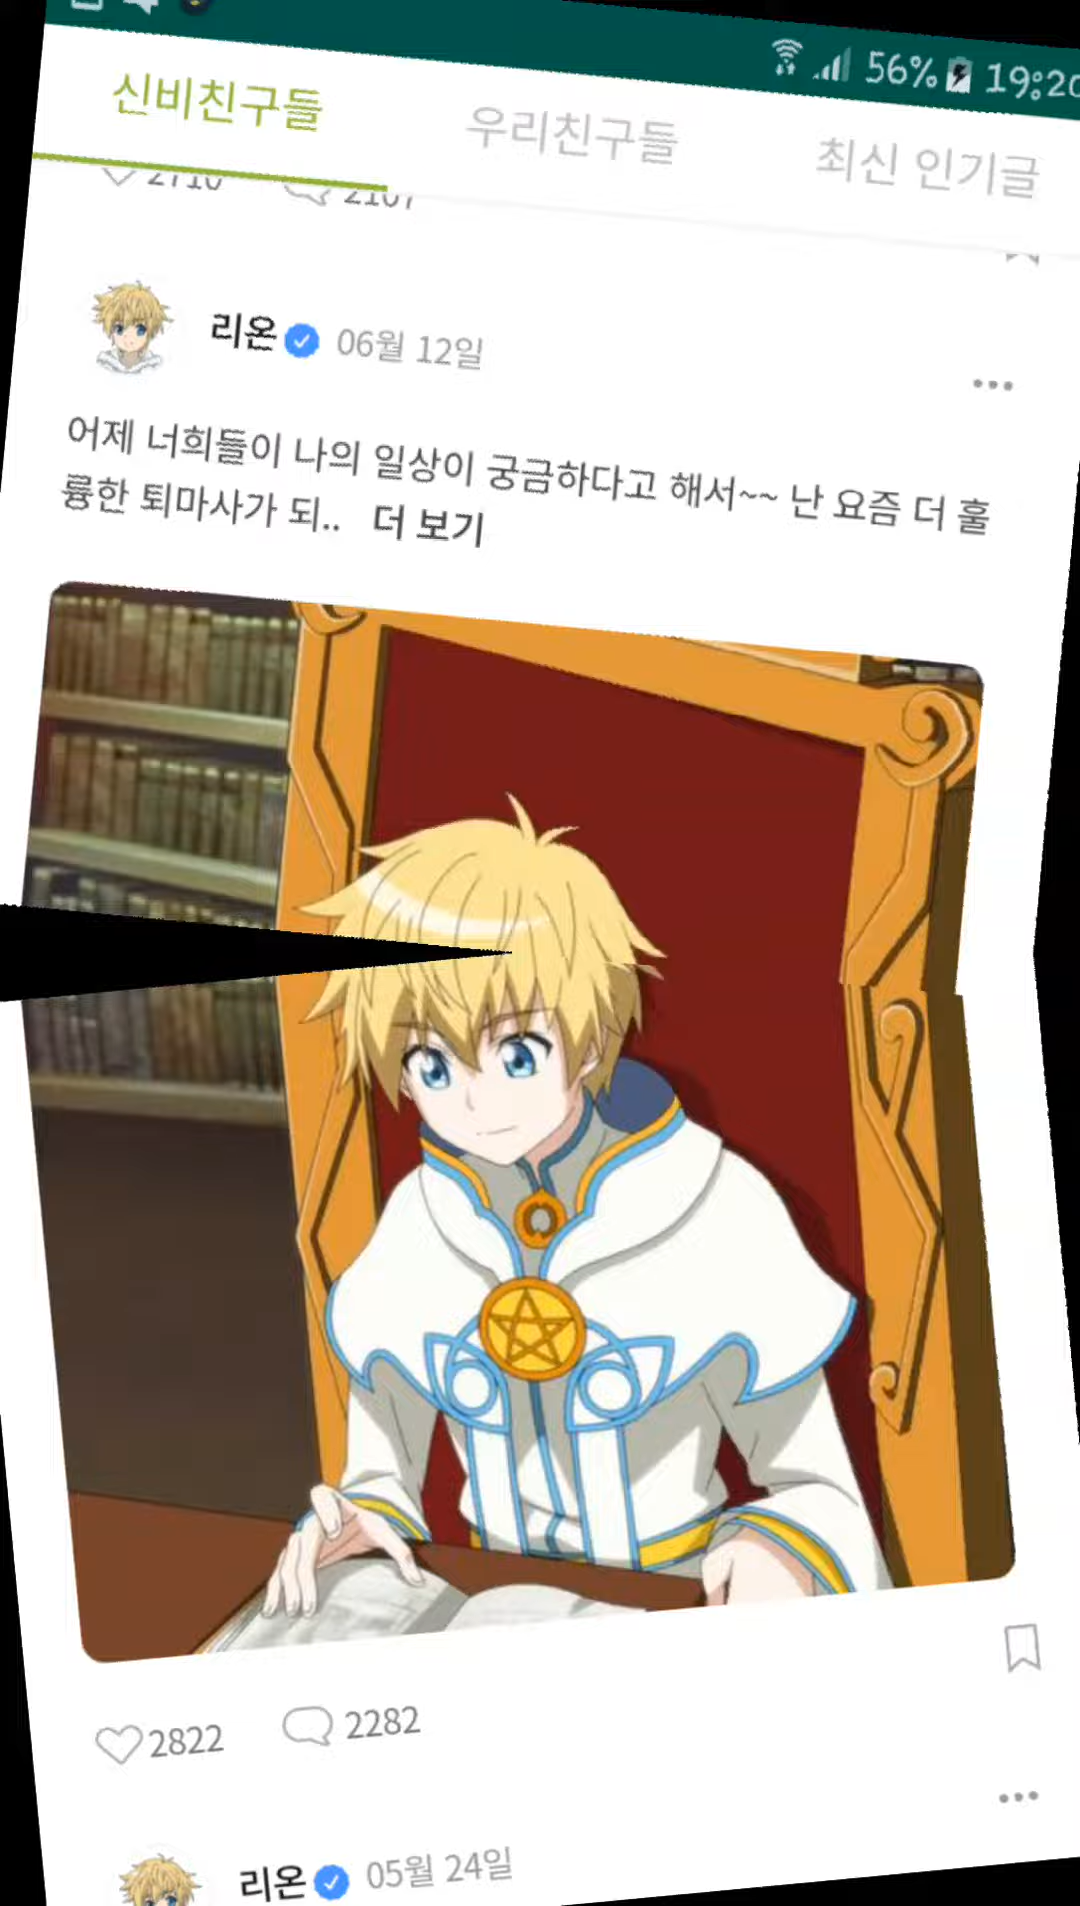 56% 19:20
신비친구들 우리친구들 최신 인기글
2710 2107
리온 06월 12일
어제 너희들이 나의 일상이 궁금하다고 해서~~ 난 요즘 더 훌
륭한 퇴마사가 되.. 더 보기
2822 2282
리온 05월 24일